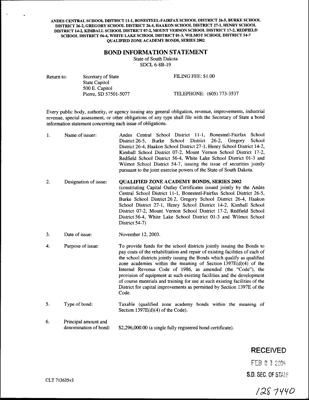 ANDES CENTRAL SCHOOL DISTRICT 11-1, BONESTEEL-FAIRFAX SCHOOL DISTRICT 26-5, BURKE SCHOOL
DISTRICT 26-2, GREGORY SCHOOL DISTRICT 26-4, HAAKON SCHOOL DISTRICT 27-1, HENRY SCHOOL
DISTRICT 14-2, KIMBALL SCHOOL DISTRICT 07-2, MOUNT VERNON SCHOOL DISTRICT 17-2, REDFIELD
SCHOOL DISTRICT 56-4, WHITE LAKE SCHOOL DISTRICT 01-3, WILMOT SCHOOL DISTRICT 54-7
QUALIFIED ZONE ACADEMY BONDS, SERIES 2002
BOND INFORMATION STATEMENT
State of South Dakota
SDCL 6-8B-19
Return to: Secretary of State FILING FEE: $1.00
State Capitol
500 E. Capitol
Pierre, SD 57501-5077 TELEPHONE: (605) 773-3537
Every public body, authority, or agency issuing any general obligation, revenue, improvements, industrial
revenue, special assessment, or other obligations of any type shall file with the Secretary of State a bond
information statement concerning each issue of obligations.
1. Name of issuer: Andes Central School District 11-1, Bonesteel-Fairfax School
District 26-5, Burke School District 26-2, Gregory School
District 26-4, Haakon School District 27-1, Henry School District 14-2,
Kimball School District 07-2, Mount Vernon School District 17-2,
Redfield School District 56-4, White Lake School District 01-3 and
Wilmot School District 54-7, issuing the issue of securities jointly
pursuant to the joint exercise powers of the State of South Dakota.
2. Designation of issue: QUALIFIED ZONE ACADEMY BONDS, SERIES 2002
constituting Capital Outlay Certificates issued jointly by the Andes
Central School District 11-1, Bonesteel-Fairfax School District 26-5,
Burke School District 26-2, Gregory School District 26-4, Haakon
School District 27-1, Henry School District 14-2, Kimball School
District 07-2, Mount Vernon School District 17-2, Redfield School
District 56-4, White Lake School District 01-3 and Wilmot School
District 54-7)
3. Date of issue: November 12, 2003.
4. Purpose of issue: To provide funds for the school districts jointly issuing the Bonds to
pay costs of the rehabilitation and repair of existing facilities of each of
the school districts jointly issuing the Bonds which qualify as qualified
zone academies within the meaning of Section 1397E(d)(4) of the
Internal Revenue Code of 1986, as amended (the "Code"), the
provision of equipment at such existing facilities and the development
of course materials and training for use at such existing facilities of the
District for capital improvements as permitted by Section 1397E of the
Code.
5. Type of bond: Taxable (qualified zone academy bonds within the meaning of
Section 1397E(d)(4) of the Code).
6. Principal amount and
denomination of bond: $2,296,000.00 (a single fully registered bond certificate).
RECEIVED
FEB 03 2004
S.D. SEC. OF STATE
CLT 713635v1
1287440